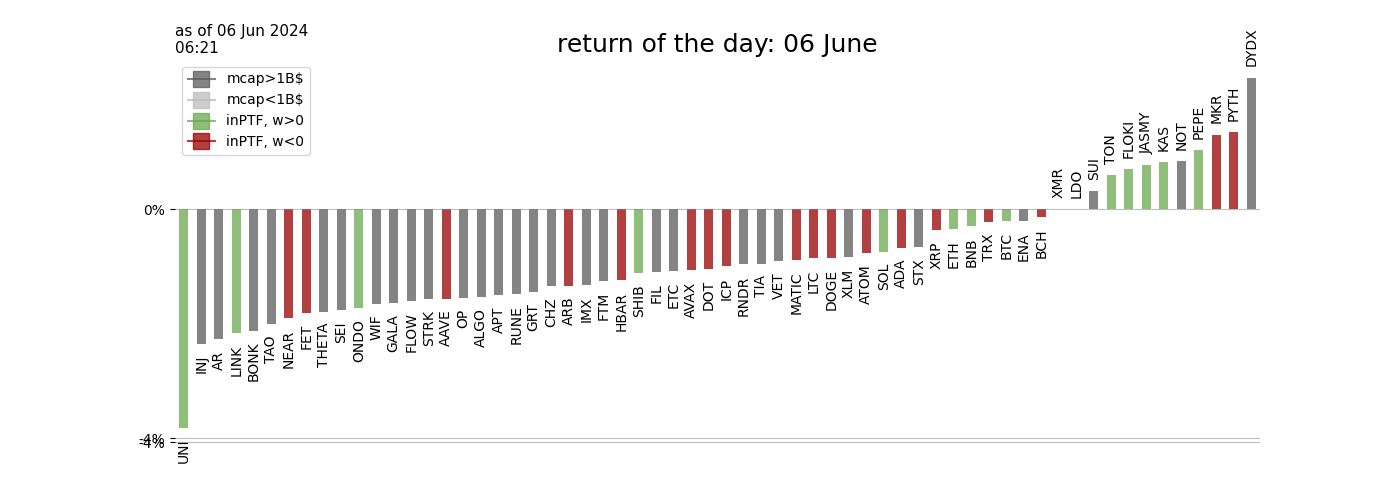 as of 06 Jun 2024
06:21
return of the day: 06 June
mcap>1B$
mcap<1B$
inPTF, w>0
inPTF, w<0
0%
-4%
-4%
UNI
INJ
AR
LINK
BONK
TAO
NEAR
FET
THETA
SEI
ONDO
WIF
GALA
FLOW
STRK
AAVE
OP
ALGO
APT
RUNE
GRT
CHZ
ARB
IMX
FTM
HBAR
SHIB
FIL
ETC
AVAX
DOT
ICP
RNDR
TIA
VET
MATIC
LTC
DOGE
XLM
ATOM
SOL
ADA
STX
XRP
ETH
BNB
TRX
BTC
ENA
BCH
XMR
LDO
SUI
TON
FLOKI
JASMY
KAS
NOT
PEPE
MKR
PYTH
DYDX